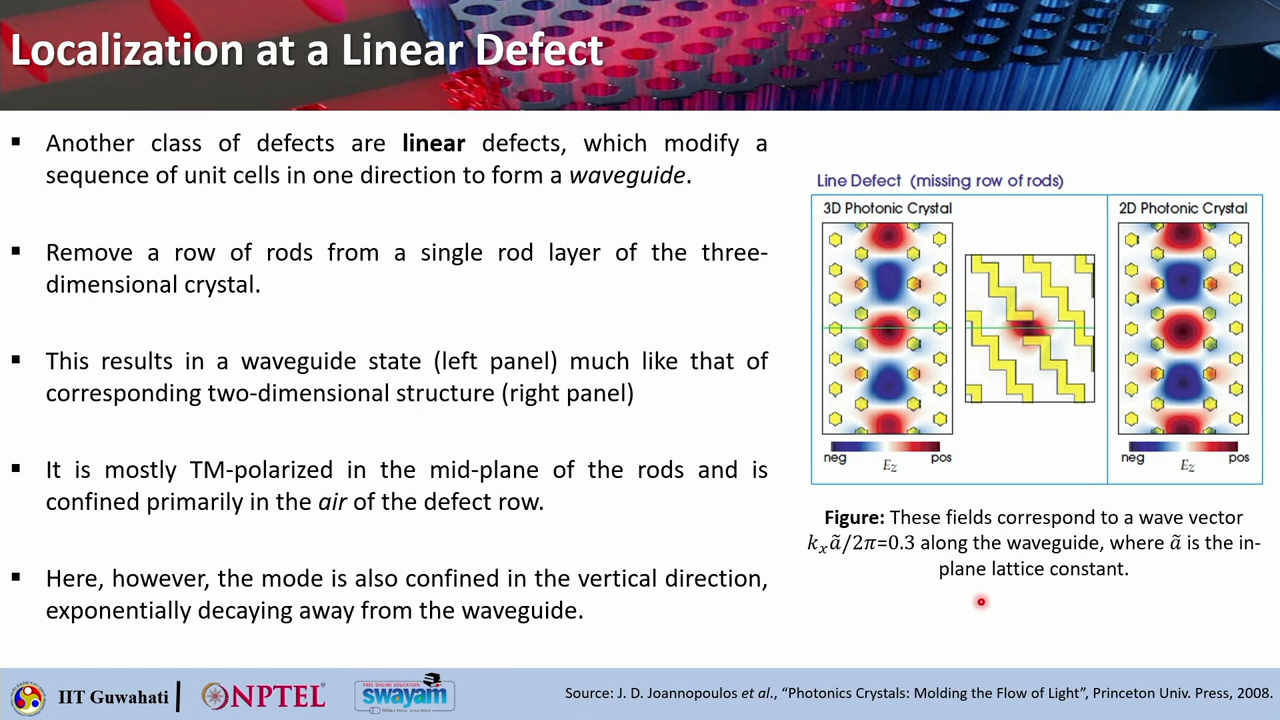 Localization at a Linear Defect
▪ Another class of defects are linear defects, which modify a
sequence of unit cells in one direction to form a waveguide.
▪ Remove a row of rods from a single rod layer of the three-
dimensional crystal.
▪ This results in a waveguide state (left panel) much like that of
corresponding two-dimensional structure (right panel)
▪ It is mostly TM-polarized in the mid-plane of the rods and is
confined primarily in the air of the defect row.
▪ Here, however, the mode is also confined in the vertical direction,
exponentially decaying away from the waveguide.
Line Defect (missing row of rods)
3D Photonic Crystal
2D Photonic Crystal
neg E_z pos
neg E_z pos
Figure: These fields correspond to a wave vector
k_x ã/2π=0.3 along the waveguide, where ã is the in-
plane lattice constant.
IIT Guwahati
NPTEL
FREE ONLINE EDUCATION
swayam
Source: J. D. Joannopoulos et al., “Photonics Crystals: Molding the Flow of Light”, Princeton Univ. Press, 2008.